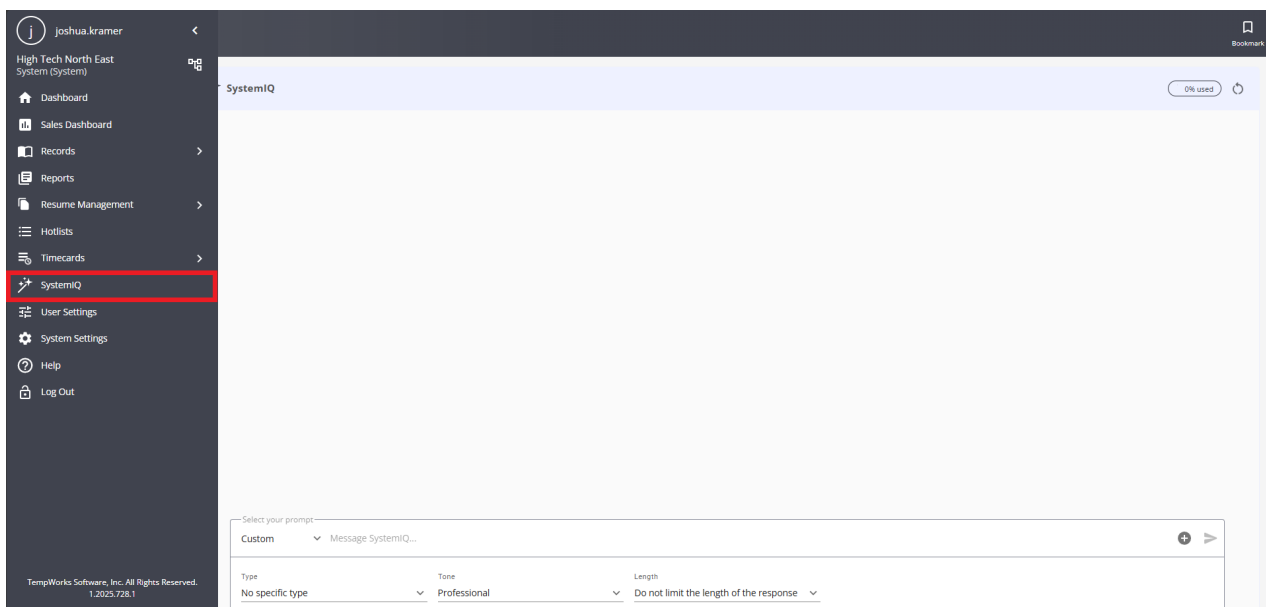 j
joshua.kramer
High Tech North East
System (System)
Dashboard
Sales Dashboard
Records
Reports
Resume Management
Hotlists
Timecards
SystemIQ
User Settings
System Settings
Help
Log Out
TempWorks Software, Inc. All Rights Reserved.
1.2025.728.1
Bookmark
SystemIQ
0% used
Select your prompt
Custom
Message SystemIQ...
Type
No specific type
Tone
Professional
Length
Do not limit the length of the response